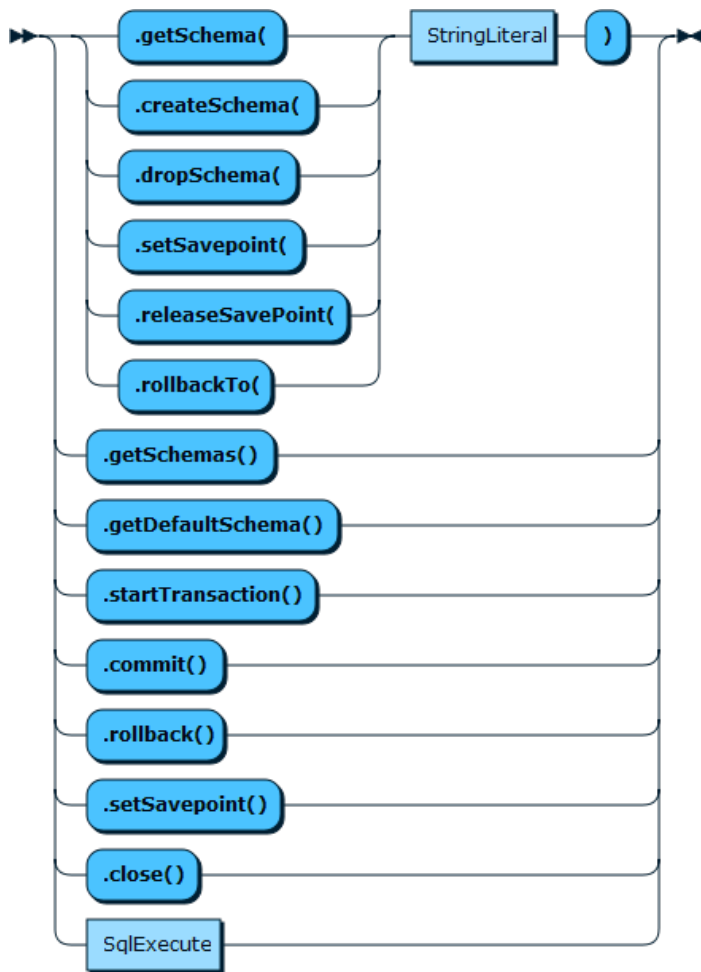 .getSchema( StringLiteral )
.createSchema(
.dropSchema(
.setSavepoint(
.releaseSavePoint(
.rollbackTo(
.getSchemas()
.getDefaultSchema()
.startTransaction()
.commit()
.rollback()
.setSavepoint()
.close()
SqlExecute